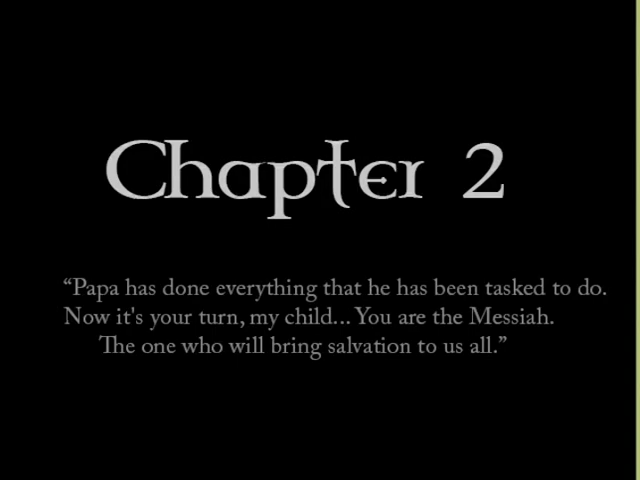 Chapter 2
“Papa has done everything that he has been tasked to do.
Now it's your turn, my child... You are the Messiah.
The one who will bring salvation to us all.”